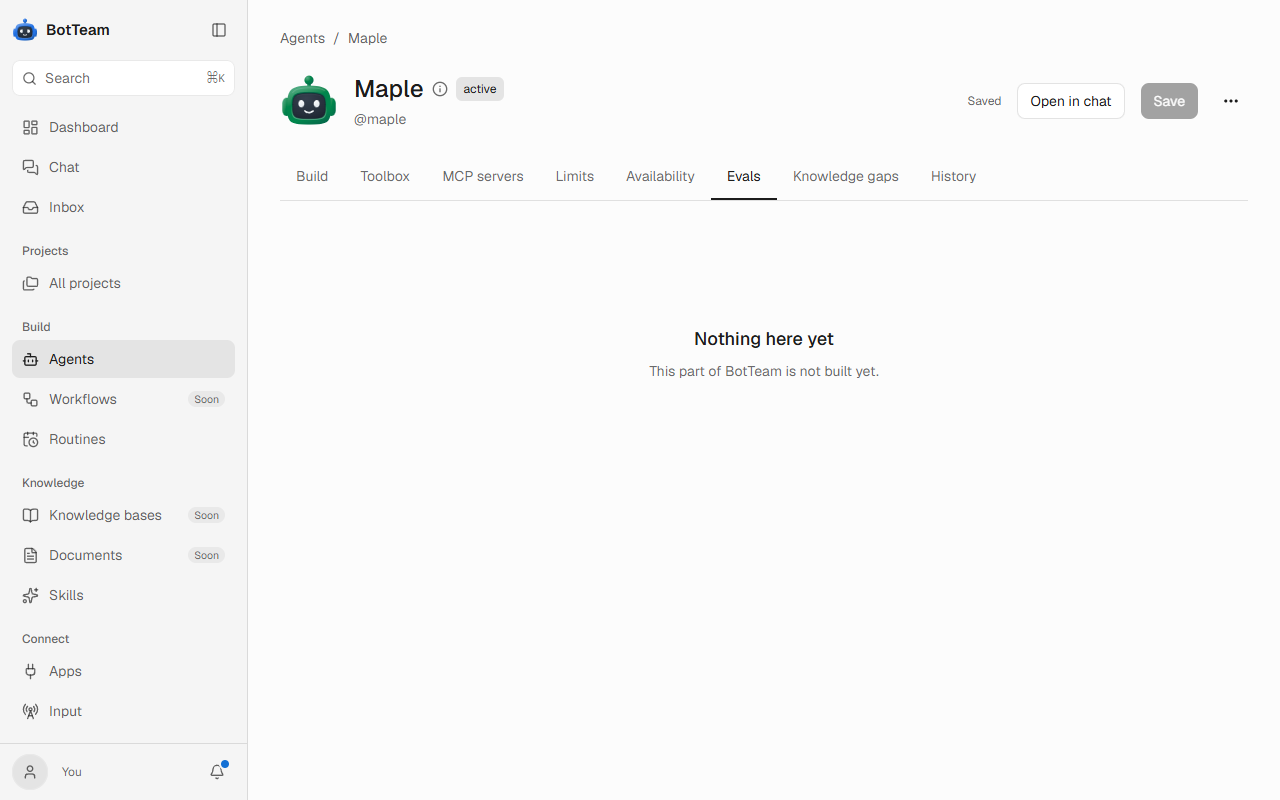 BotTeam
Search ⌘K
Dashboard
Chat
Inbox
Projects
All projects
Build
Agents
Workflows Soon
Routines
Knowledge
Knowledge bases Soon
Documents Soon
Skills
Connect
Apps
Input
You
Agents / Maple
Maple active
@maple
Saved Open in chat Save
Build Toolbox MCP servers Limits Availability Evals Knowledge gaps History
Nothing here yet
This part of BotTeam is not built yet.